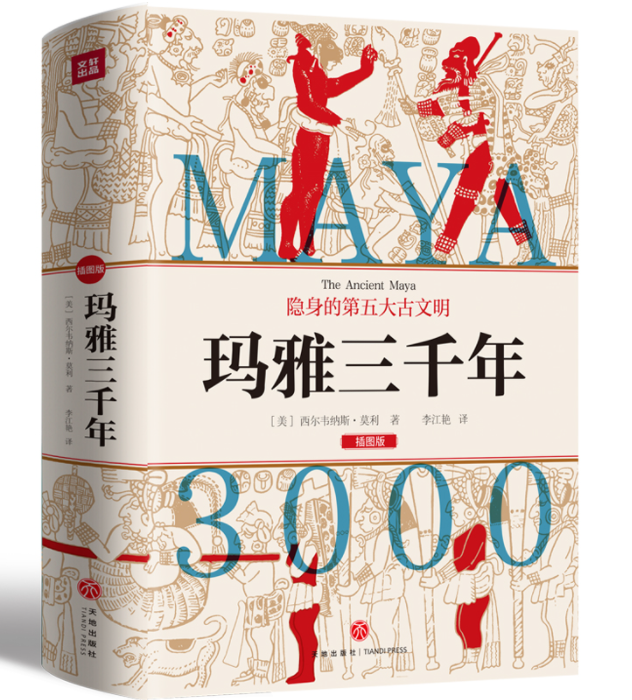 文轩
出品
插图版
玛雅三千年
[美]西尔韦纳斯·莫利 著
李江艳 译
天地出版社
TIANDI PRESS
MAYA
The Ancient Maya
隐身的第五大古文明
玛雅三千年
[美]西尔韦纳斯·莫利 著 李江艳 译
插图版
3000
天地出版社 | TIANDI PRESS